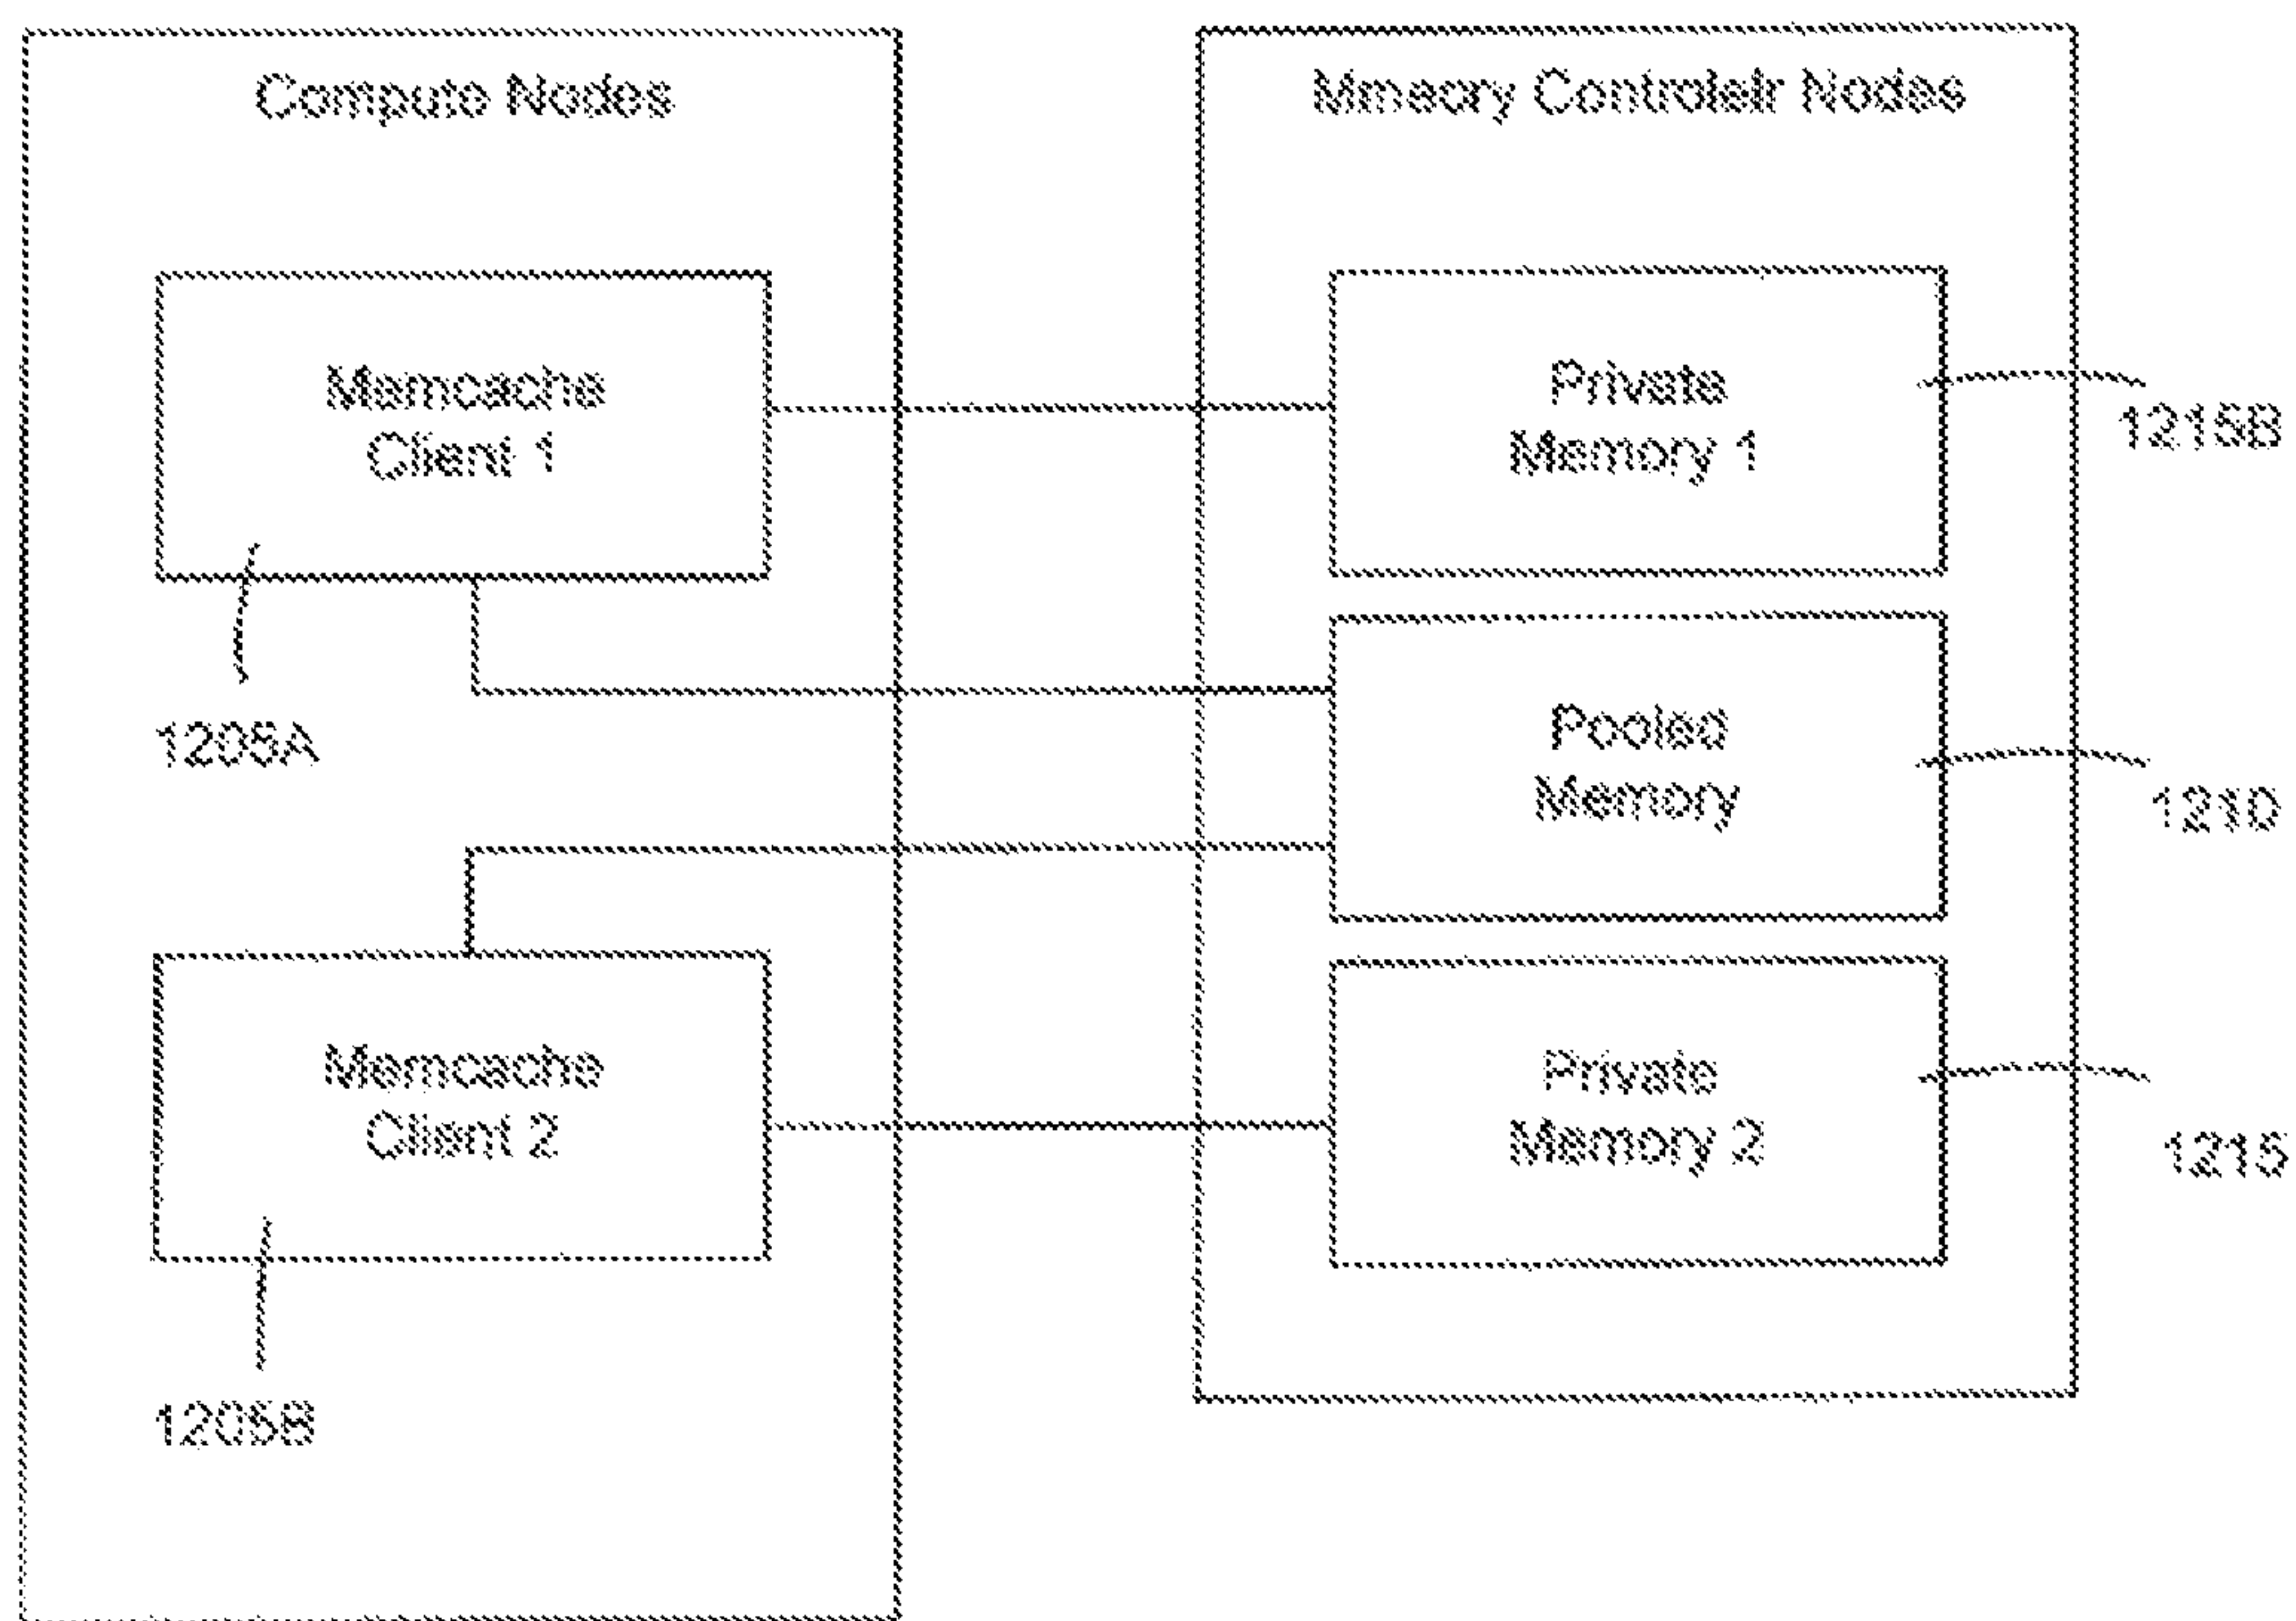 Compute Nodes
Mmeory Controlelr Nodes
Memcache
Client 1
Private
Memory 1
1215B
1205A
Pooled
Memory
1210
Memcache
Client 2
Private
Memory 2
1215
1205B